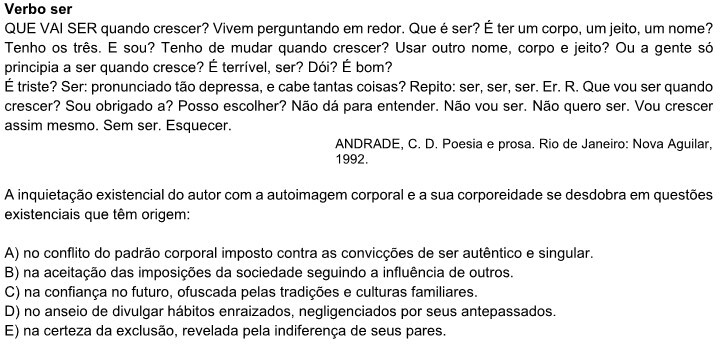 Verbo ser
QUE VAI SER quando crescer? Vivem perguntando em redor. Que é ser? É ter um corpo, um jeito, um nome?
Tenho os três. E sou? Tenho de mudar quando crescer? Usar outro nome, corpo e jeito? Ou a gente só
principia a ser quando cresce? É terrível, ser? Dói? É bom?
É triste? Ser: pronunciado tão depressa, e cabe tantas coisas? Repito: ser, ser, ser. Er. R. Que vou ser quando
crescer? Sou obrigado a? Posso escolher? Não dá para entender. Não vou ser. Não quero ser. Vou crescer
assim mesmo. Sem ser. Esquecer.
ANDRADE, C. D. Poesia e prosa. Rio de Janeiro: Nova Aguilar,
1992.
A inquietação existencial do autor com a autoimagem corporal e a sua corporeidade se desdobra em questões
existenciais que têm origem:
A) no conflito do padrão corporal imposto contra as convicções de ser autêntico e singular.
B) na aceitação das imposições da sociedade seguindo a influência de outros.
C) na confiança no futuro, ofuscada pelas tradições e culturas familiares.
D) no anseio de divulgar hábitos enraizados, negligenciados por seus antepassados.
E) na certeza da exclusão, revelada pela indiferença de seus pares.